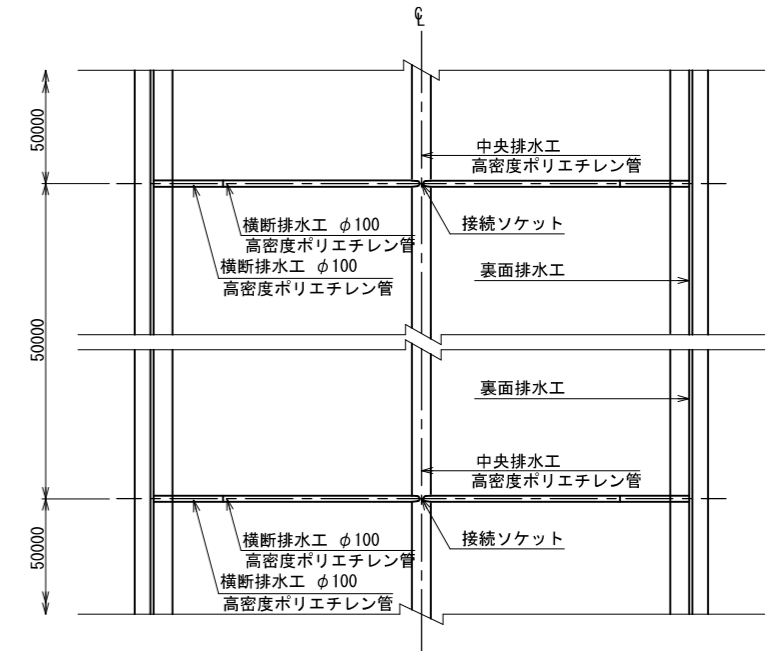 ℄
50000
中央排水工
高密度ポリエチレン管
横断排水工 φ100
高密度ポリエチレン管
接続ソケット
横断排水工 φ100
高密度ポリエチレン管
裏面排水工
50000
裏面排水工
中央排水工
高密度ポリエチレン管
横断排水工 φ100
高密度ポリエチレン管
接続ソケット
横断排水工 φ100
高密度ポリエチレン管
50000